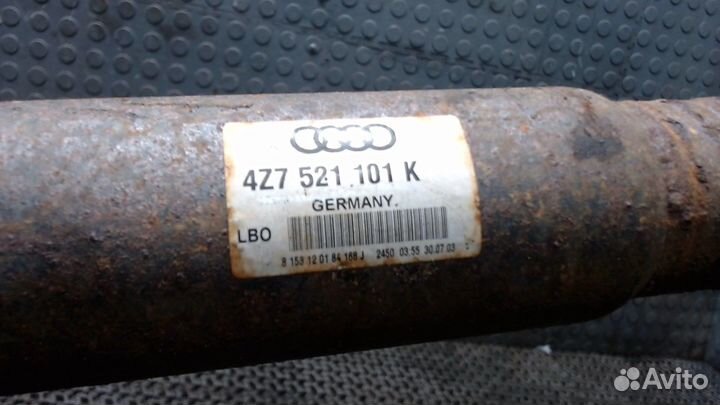 4Z7 521 101 K
GERMANY.
LBO
8 153 12 01 84 168 J 2450 03:55 30.07.03
Avito